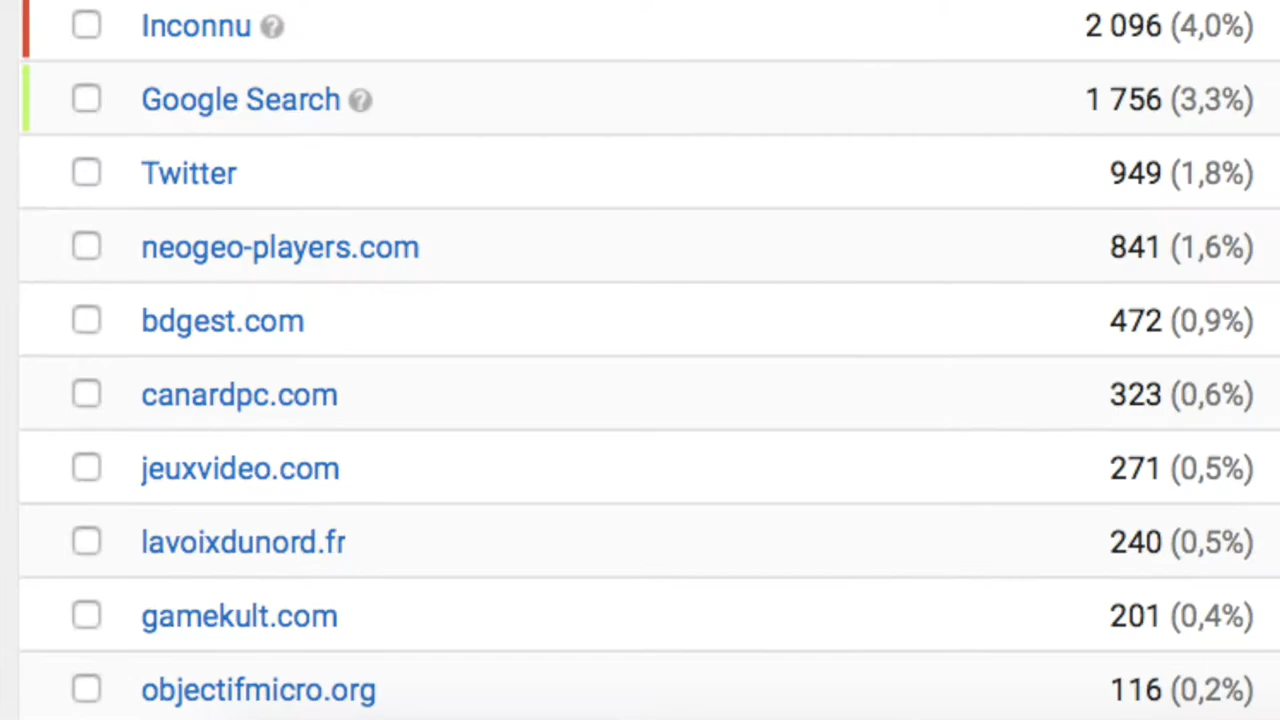 Inconnu ? 2 096 (4,0%)
Google Search ? 1 756 (3,3%)
Twitter 949 (1,8%)
neogeo-players.com 841 (1,6%)
bdgest.com 472 (0,9%)
canardpc.com 323 (0,6%)
jeuxvideo.com 271 (0,5%)
lavoixdunord.fr 240 (0,5%)
gamekult.com 201 (0,4%)
objectifmicro.org 116 (0,2%)